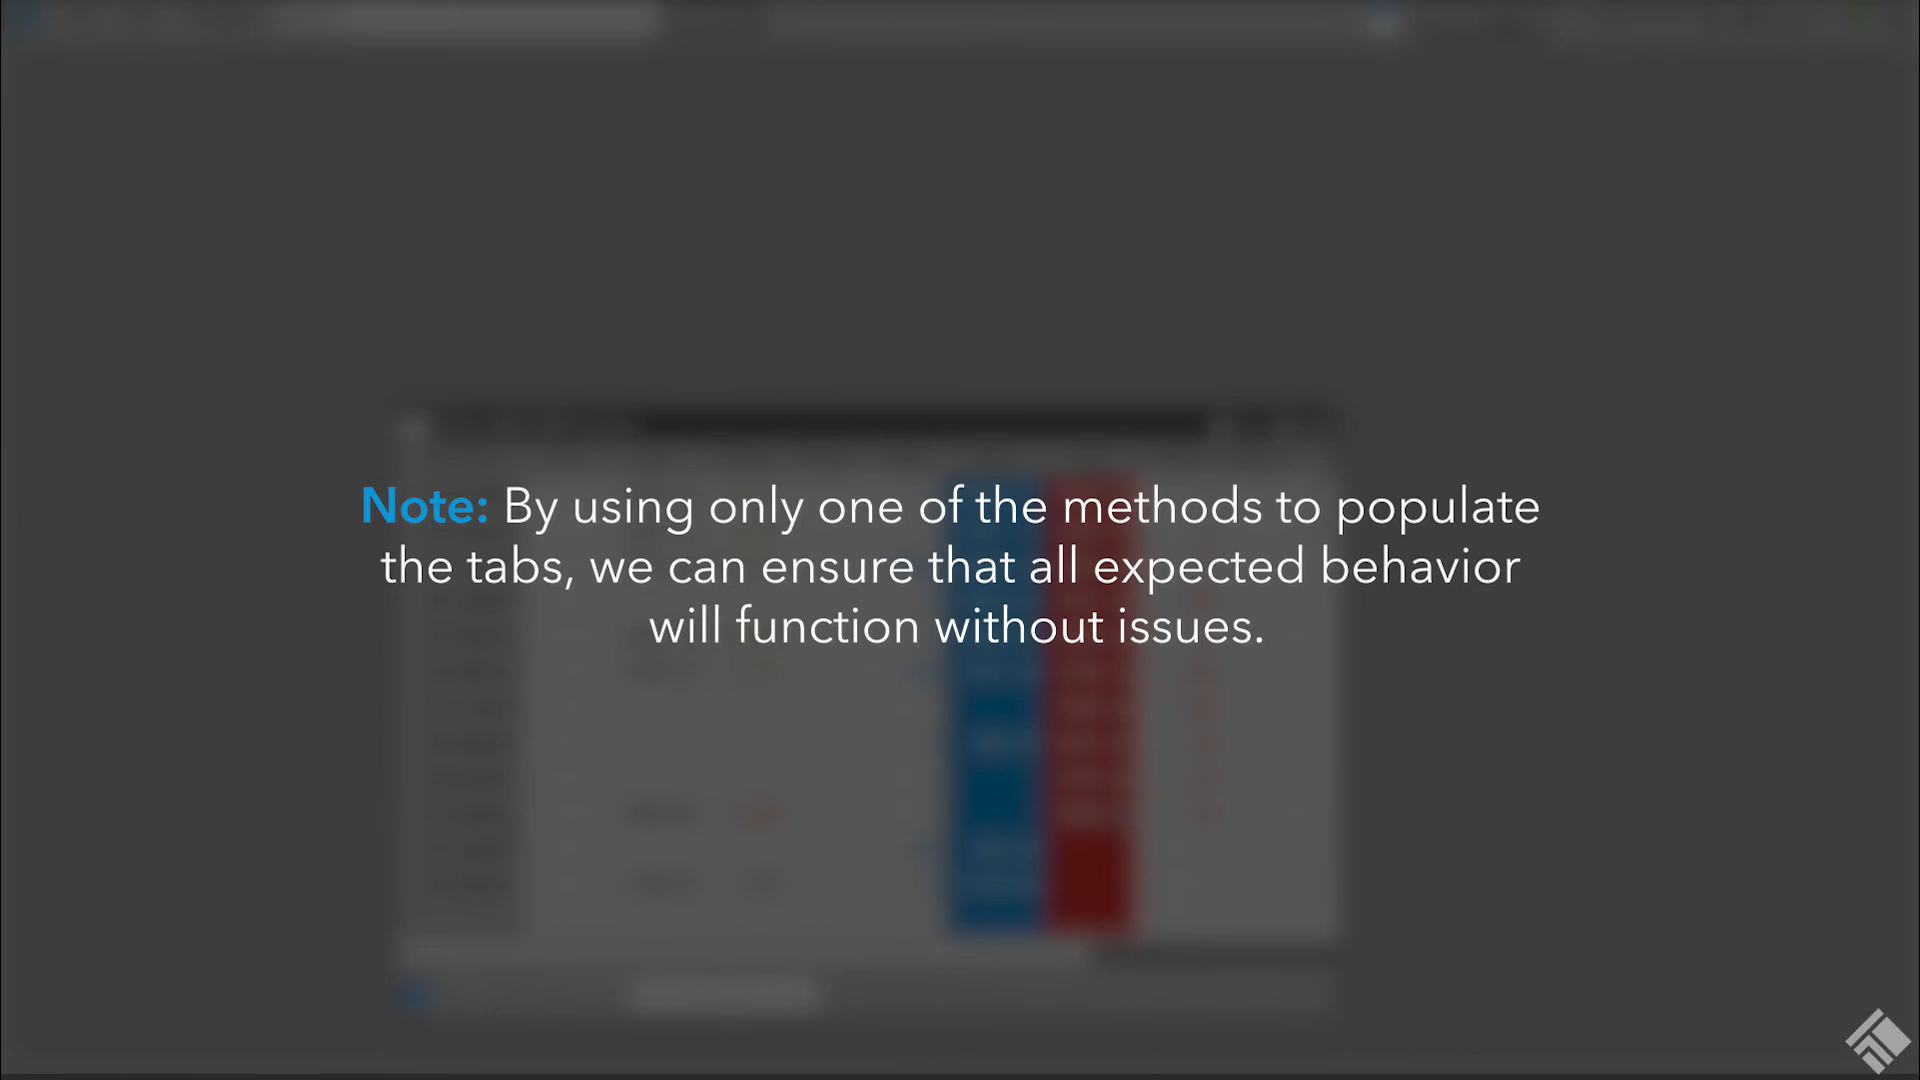 Note: By using only one of the methods to populate
the tabs, we can ensure that all expected behavior
will function without issues.